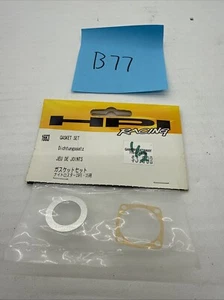 B77
HPI
RACING
GASKET SET
Dichtungssatz
JEU DE JOINTS
ガスケットセット